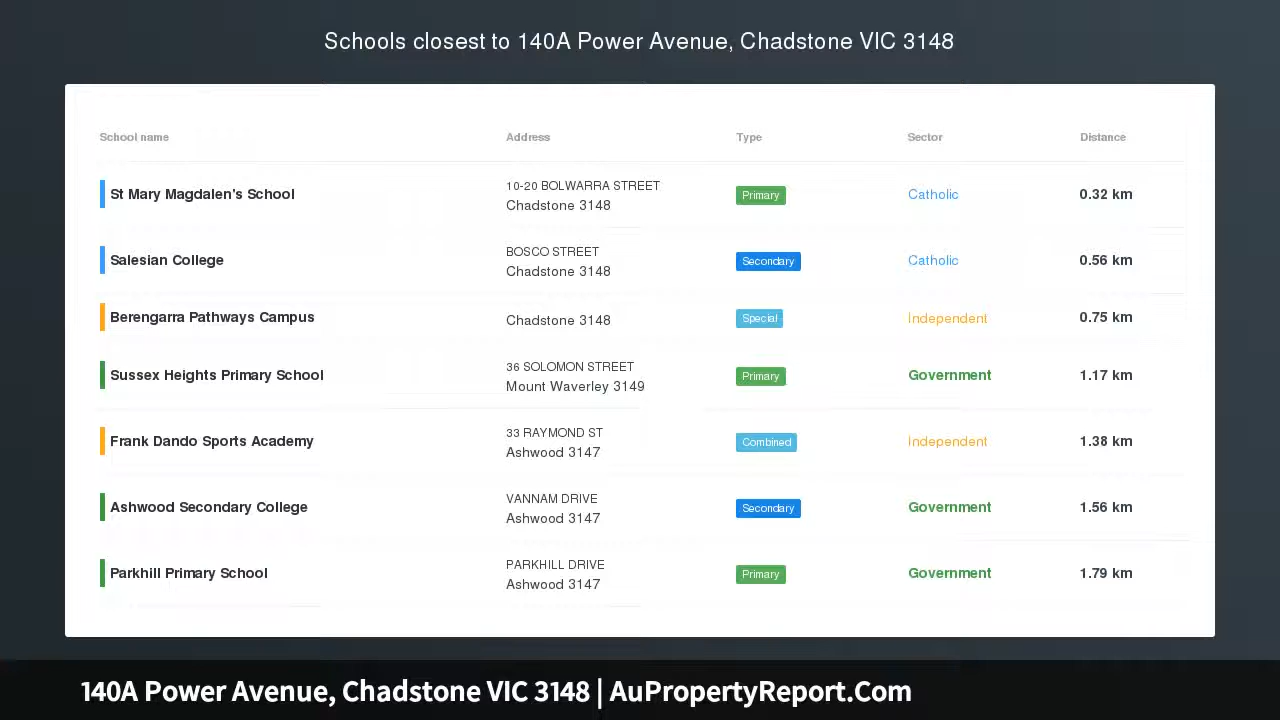 Schools closest to 140A Power Avenue, Chadstone VIC 3148
School name Address Type Sector Distance
10-20 BOLWARRA STREET
St Mary Magdalen's School Primary Catholic 0.32 km
Chadstone 3148
BOSCO STREET
Salesian College Secondary Catholic 0.56 km
Chadstone 3148
Berengarra Pathways Campus Chadstone 3148 Special Independent 0.75 km
36 SOLOMON STREET
Sussex Heights Primary School Primary Government 1.17 km
Mount Waverley 3149
33 RAYMOND ST
Frank Dando Sports Academy Combined Independent 1.38 km
Ashwood 3147
VANNAM DRIVE
Ashwood Secondary College Secondary Government 1.56 km
Ashwood 3147
PARKHILL DRIVE
Parkhill Primary School Primary Government 1.79 km
Ashwood 3147
140A Power Avenue, Chadstone VIC 3148 | AuPropertyReport.Com